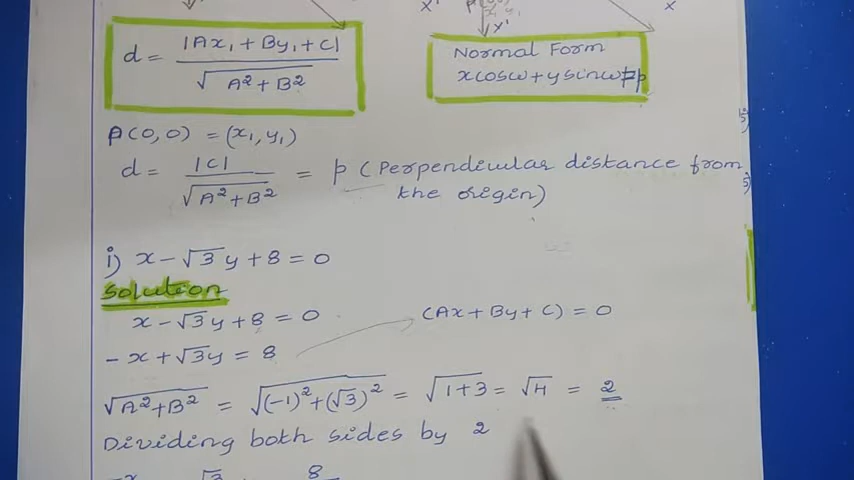 x'
x'
x
d = |Ax₁ + By₁ + C| / √A² + B²
Normal Form
xcosω + y sinω = p
P(0, 0) = (x₁, y₁)
d = |C| / √A² + B² = p (Perpendicular distance from
the origin)
i) x - √3 y + 8 = 0
Solution
x - √3 y + 8 = 0
(Ax + By + C) = 0
-x + √3 y = 8
√A² + B² = √(-1)² + (√3)² = √1+3 = √4 = 2
Dividing both sides by 2